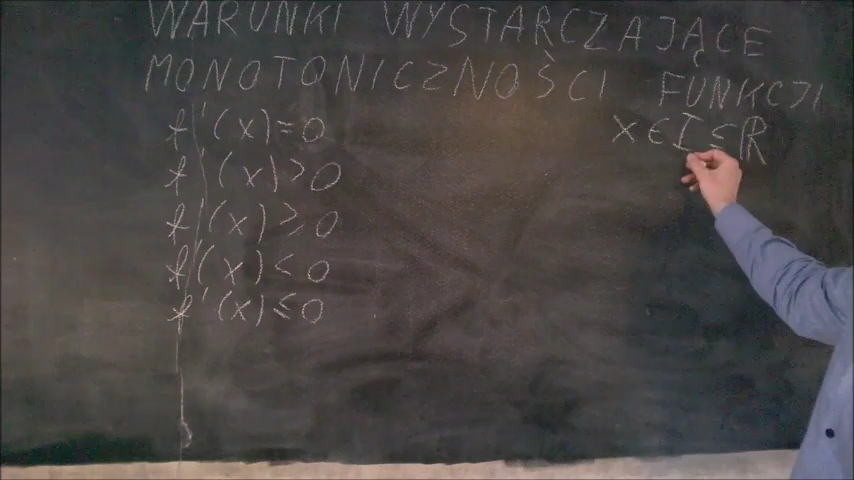 WARUNKI WYSTARCZAJĄCE
MONOTONICZNOŚCI FUNKCJI
f'(x)=0
x∈I⊆ℝ
f'(x)>0
f'(x)≥0
f'(x)<0
f'(x)≤0